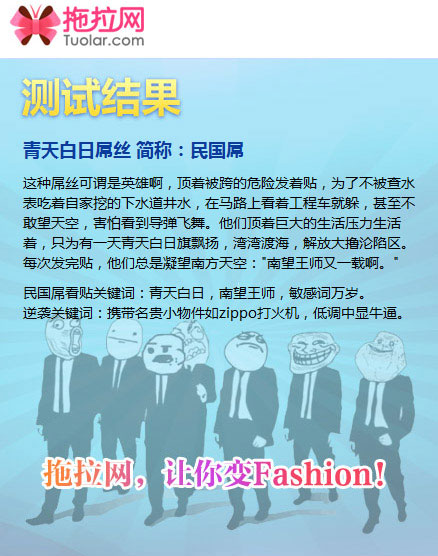 拖拉网
Tuolar.com
测试结果
青天白日屌丝 简称：民国屌
这种屌丝可谓是英雄啊，顶着被跨的危险发着贴，为了不被查水
表吃着自家挖的下水道井水，在马路上看着工程车就躲，甚至不
敢望天空，害怕看到导弹飞舞。他们顶着巨大的生活压力生活
着，只为有一天青天白日旗飘扬，湾湾渡海，解放大撸沦陷区。
每次发完贴，他们总是凝望南方天空："南望王师又一载啊。"
民国屌看贴关键词：青天白日，南望王师，敏感词万岁。
逆袭关键词：携带名贵小物件如zippo打火机，低调中显牛逼。
拖拉网，让你变Fashion！